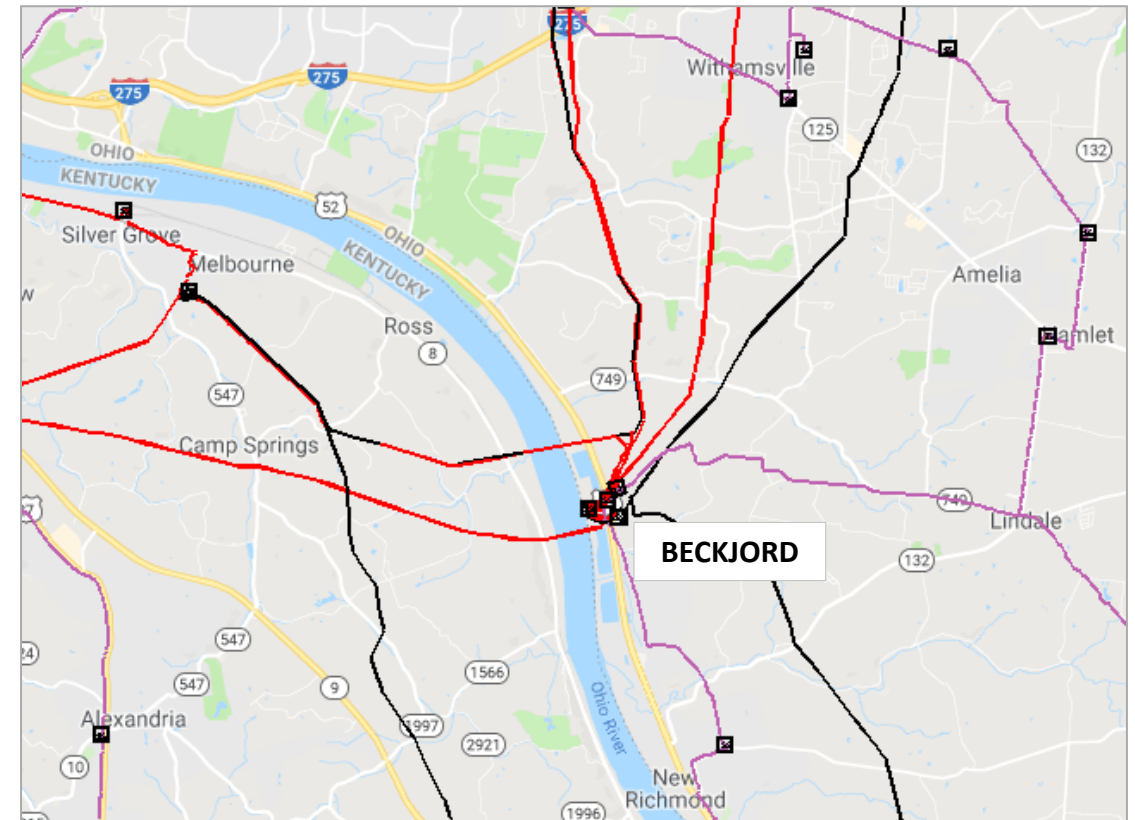 275
Withamsville
275
275
125
132
OHIO
KENTUCKY
52
Silver Grove
OHIO
KENTUCKY
Melbourne
Amelia
Ross
8
749
547
Camp Springs
749
Lindale
BECKJORD
132
547
1566
9
547
Ohio River
Alexandria
1997
2921
10
New
Richmond
1996